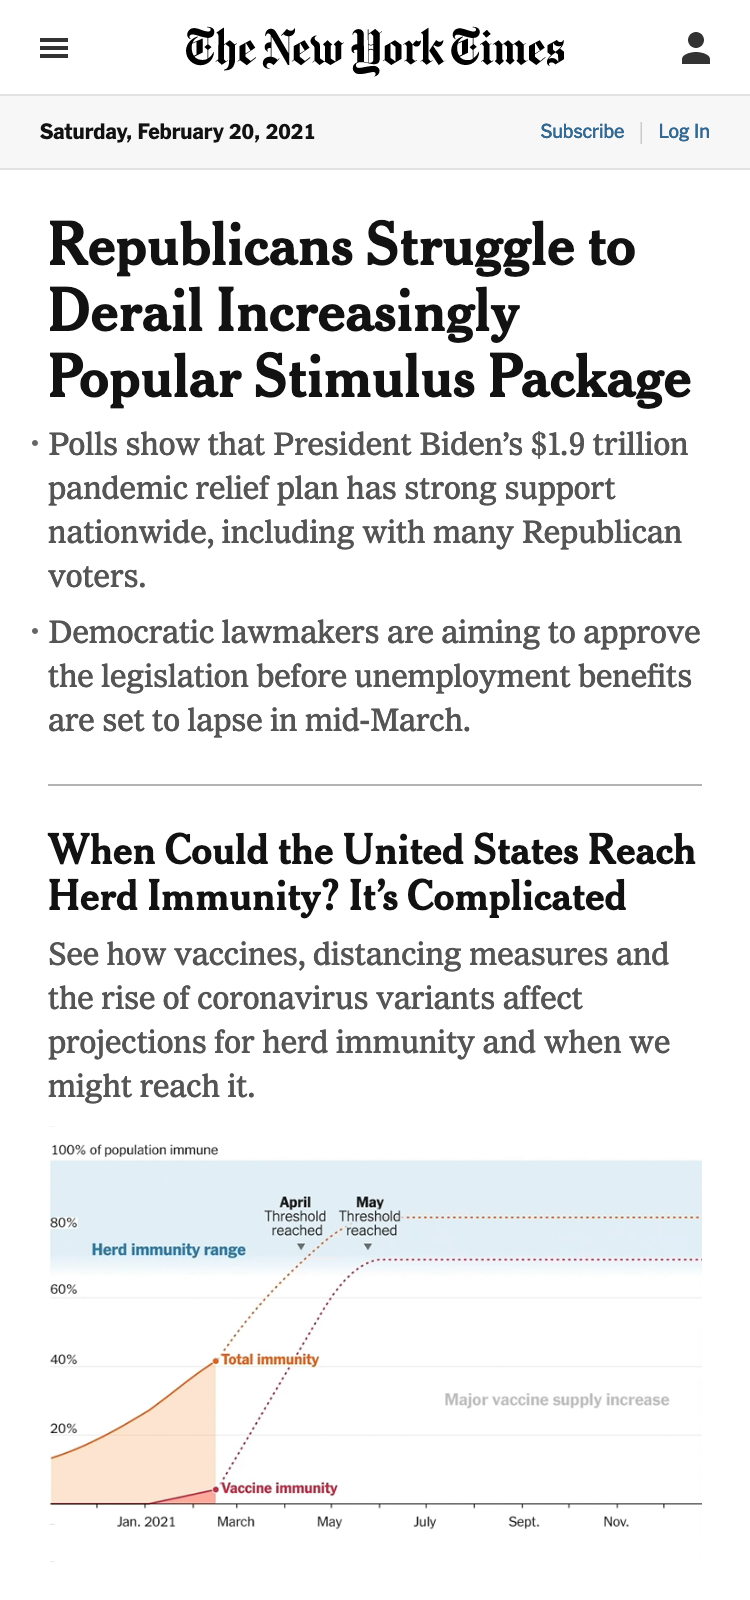 The New York Times
Saturday, February 20, 2021
Subscribe
Log In
Republicans Struggle to
Derail Increasingly
Popular Stimulus Package
· Polls show that President Biden’s $1.9 trillion
pandemic relief plan has strong support
nationwide, including with many Republican
voters.
· Democratic lawmakers are aiming to approve
the legislation before unemployment benefits
are set to lapse in mid-March.
When Could the United States Reach
Herd Immunity? It’s Complicated
See how vaccines, distancing measures and
the rise of coronavirus variants affect
projections for herd immunity and when we
might reach it.
100% of population immune
April
Threshold
reached
May
Threshold
reached
80%
Herd immunity range
60%
40%
Total immunity
Major vaccine supply increase
20%
Vaccine immunity
Jan. 2021
March
May
July
Sept.
Nov.